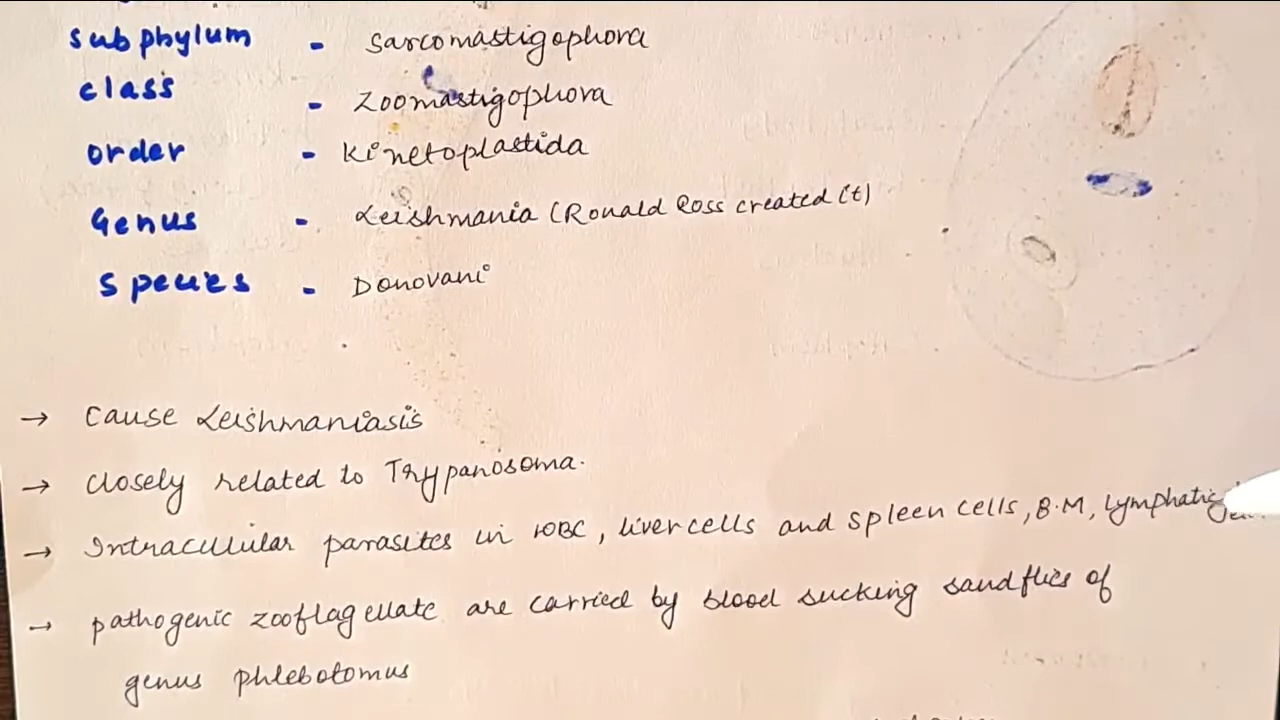 subphylum - Sarcomastigophora
class - Zoomastigophora
order - Kinetoplastida
Genus - Leishmania (Ronald Ross created it)
Species - Donovani
→ Cause Leishmaniasis
→ closely related to Trypanosoma.
→ Intracellular parasites in WBC, liver cells and spleen cells, B.M, lymphatic
→ pathogenic zooflagellate are carried by blood sucking sandflies of
genus phlebotomus